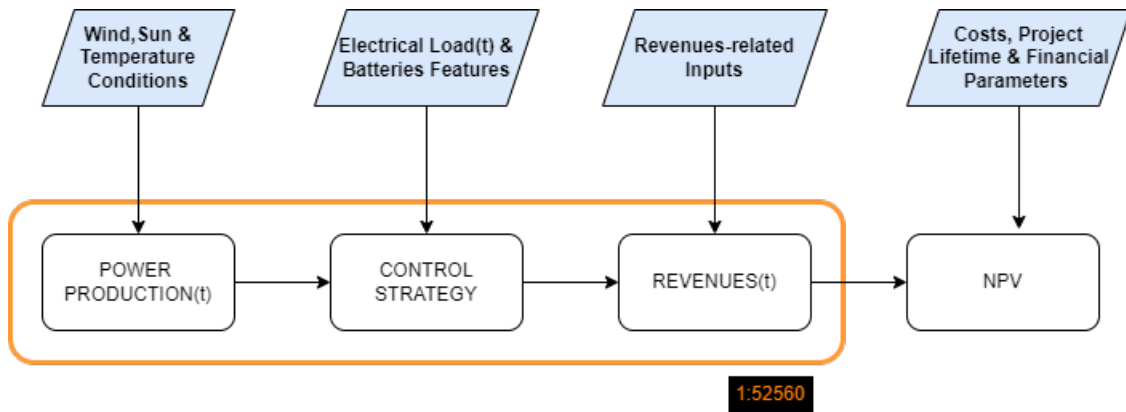 Wind, Sun &
Temperature
Conditions
Electrical Load(t) &
Batteries Features
Revenues-related
Inputs
Costs, Project
Lifetime & Financial
Parameters
POWER
PRODUCTION(t)
CONTROL
STRATEGY
REVENUES(t)
NPV
1:52560